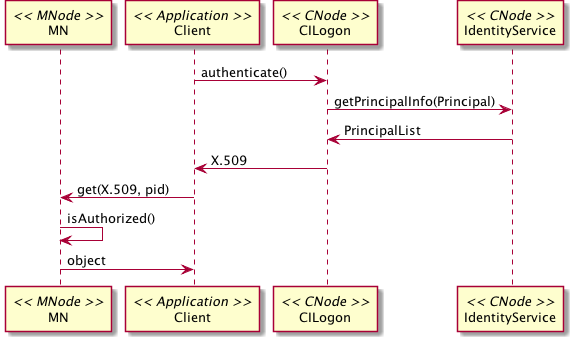 << MNode >>
MN
<< Application >>
Client
<< CNode >>
CILogon
<< CNode >>
IdentityService
authenticate()
getPrincipalInfo(Principal)
PrincipalList
X.509
get(X.509, pid)
isAuthorized()
object
<< MNode >>
MN
<< Application >>
Client
<< CNode >>
CILogon
<< CNode >>
IdentityService